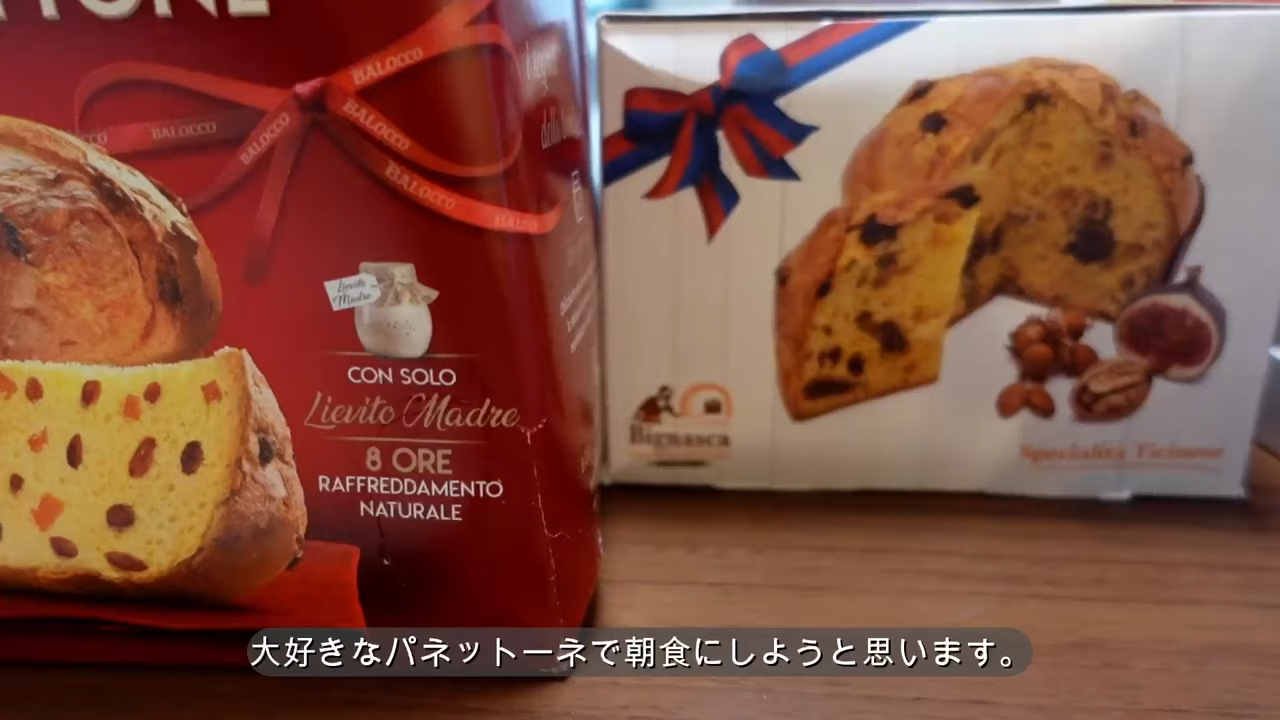 BALOCCO
BALOCCO
BALOCCO
BALOCCO
BALOCCO
Lievito
Madre
CON SOLO
Lievito Madre
8 ORE
RAFFREDDAMENTO
NATURALE
Bignasca
Specialità Ticinese
大好きなパネットーネで朝食にしようと思います。